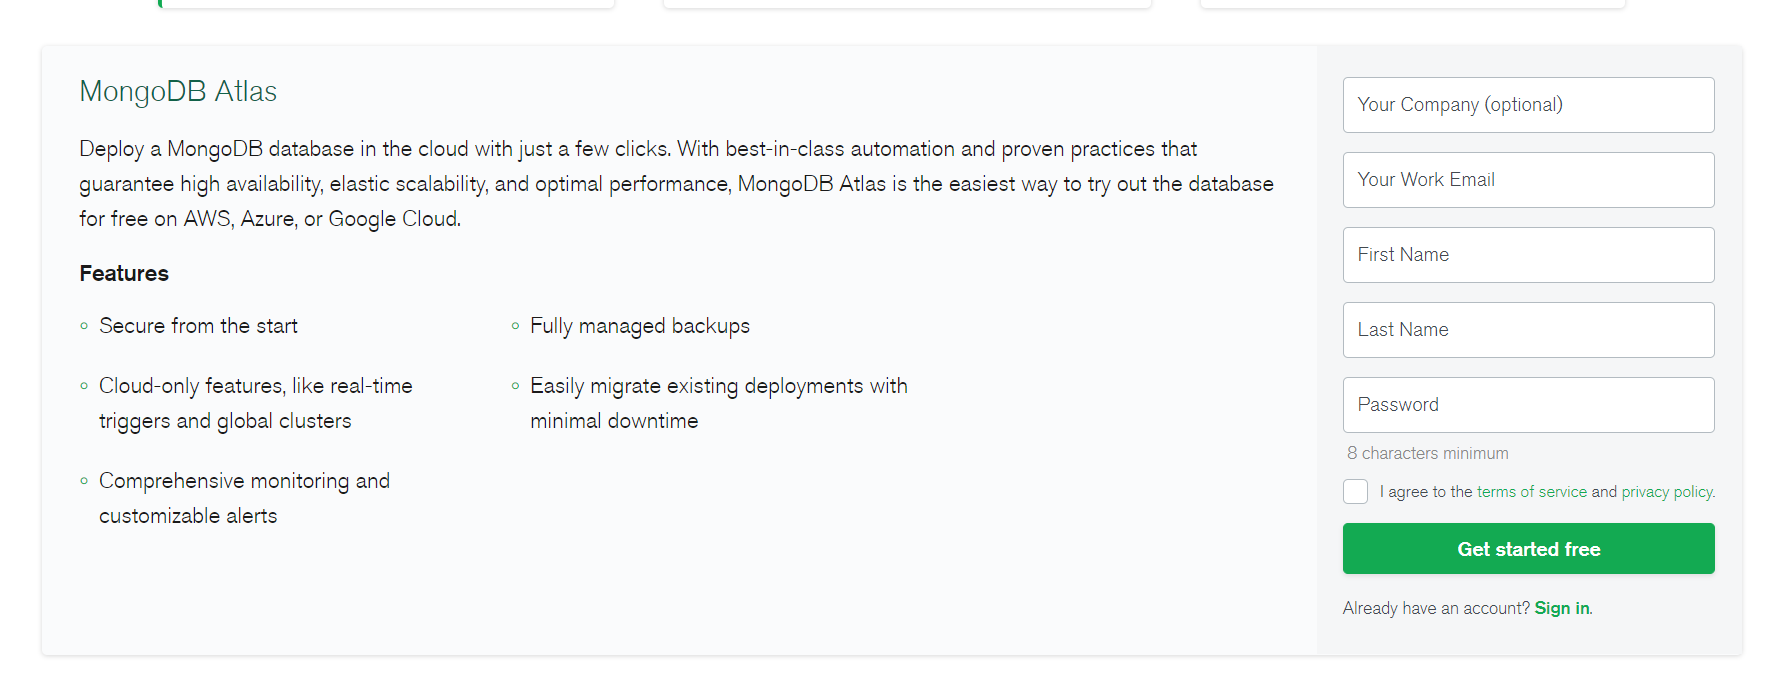 MongoDB Atlas
Deploy a MongoDB database in the cloud with just a few clicks. With best-in-class automation and proven practices that
guarantee high availability, elastic scalability, and optimal performance, MongoDB Atlas is the easiest way to try out the database
for free on AWS, Azure, or Google Cloud.
Features
Secure from the start
Cloud-only features, like real-time
triggers and global clusters
Comprehensive monitoring and
customizable alerts
Fully managed backups
Easily migrate existing deployments with
minimal downtime
Your Company (optional)
Your Work Email
First Name
Last Name
Password
8 characters minimum
I agree to the terms of service and privacy policy.
Get started free
Already have an account? Sign in.